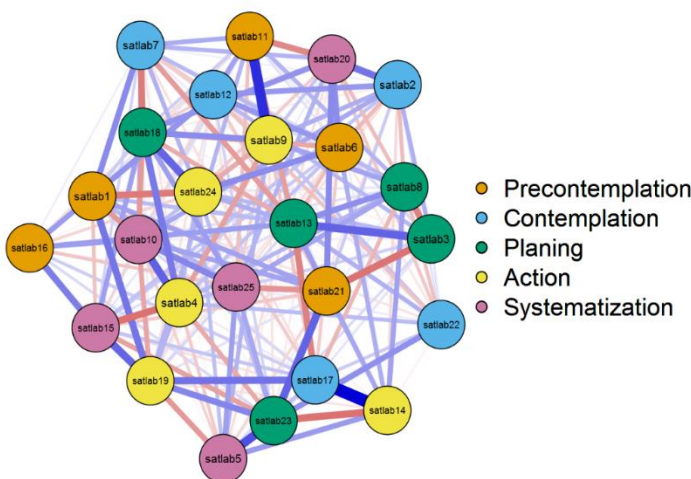 satlab11
satlab7
satlab20
satlab2
satlab12
satlab18
satlab9
satlab6
satlab8
satlab24
satlab1
satlab13
satlab3
satlab10
satlab16
satlab25
satlab21
satlab4
satlab22
satlab15
satlab19
satlab17
satlab14
satlab23
satlab5
Precontemplation
Contemplation
Planing
Action
Systematization